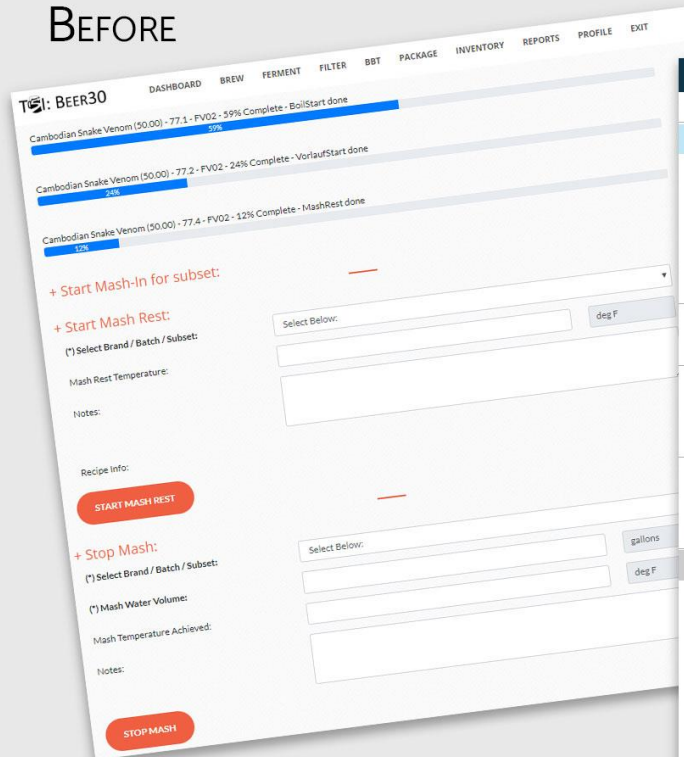 BEFORE
TSI: BEER30 DASHBOARD BREW FERMENT FILTER BBT PACKAGE INVENTORY REPORTS PROFILE EXIT
Cambodian Snake Venom (50.00) - 77.1 - FV02 - 59% Complete - BoilStart done
59%
Cambodian Snake Venom (50.00) - 77.2 - FV02 - 24% Complete - VorlaufStart done
24%
Cambodian Snake Venom (50.00) - 77.4 - FV02 - 12% Complete - MashRest done
12%
+ Start Mash-In for subset:
+ Start Mash Rest:
(*) Select Brand / Batch / Subset: Select Below:
Mash Rest Temperature: deg F
Notes:
Recipe Info:
START MASH REST
+ Stop Mash:
(*) Select Brand / Batch / Subset: Select Below:
(*) Mash Water Volume: gallons
Mash Temperature Achieved: deg F
Notes:
STOP MASH